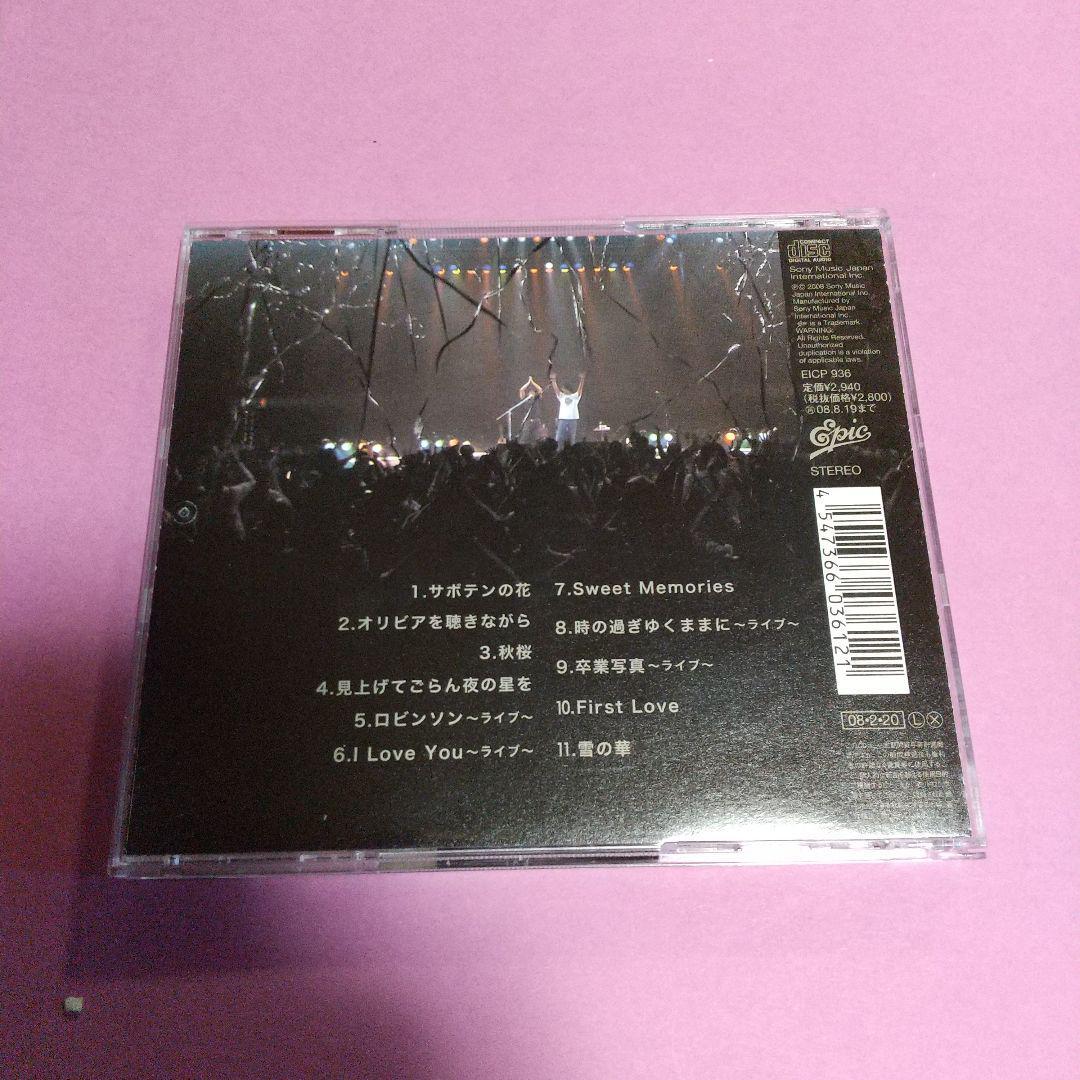 COMPACT
disc
DIGITAL AUDIO
Sony Music Japan
International Inc.
℗© 2008 Sony Music
Japan International Inc.
Manufactured by
Sony Music Japan
International Inc.
is a Trademark.
WARNING:
All Rights Reserved.
Unauthorized
duplication is a violation
of applicable laws.
EICP 936
定価¥2,940
(税抜価格¥2,800)
08.8.19まで
Epic
STEREO
4 547366 036121
1.サボテンの花
2.オリビアを聴きながら
3.秋桜
4.見上げてごらん夜の星を
5.ロビンソン〜ライブ〜
6.I Love You〜ライブ〜
7.Sweet Memories
8.時の過ぎゆくままに〜ライブ〜
9.卒業写真〜ライブ〜
10.First Love
11.雪の華
08・2・20 Ⓛ Ⓧ